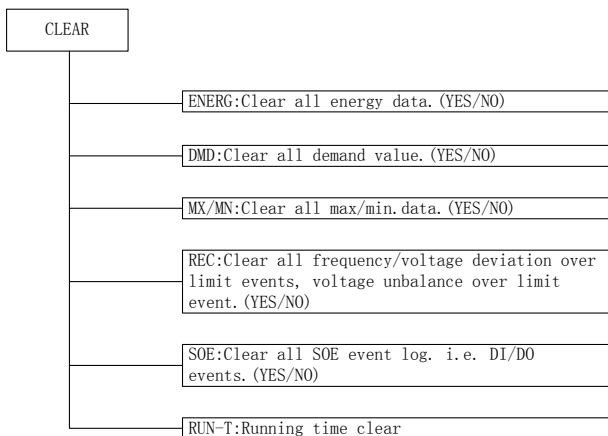 CLEAR
ENERG:Clear all energy data.(YES/NO)
DMD:Clear all demand value.(YES/NO)
MX/MN:Clear all max/min.data.(YES/NO)
REC:Clear all frequency/voltage deviation over
limit events, voltage unbalance over limit
event.(YES/NO)
SOE:Clear all SOE event log. i.e. DI/DO
events.(YES/NO)
RUN-T:Running time clear